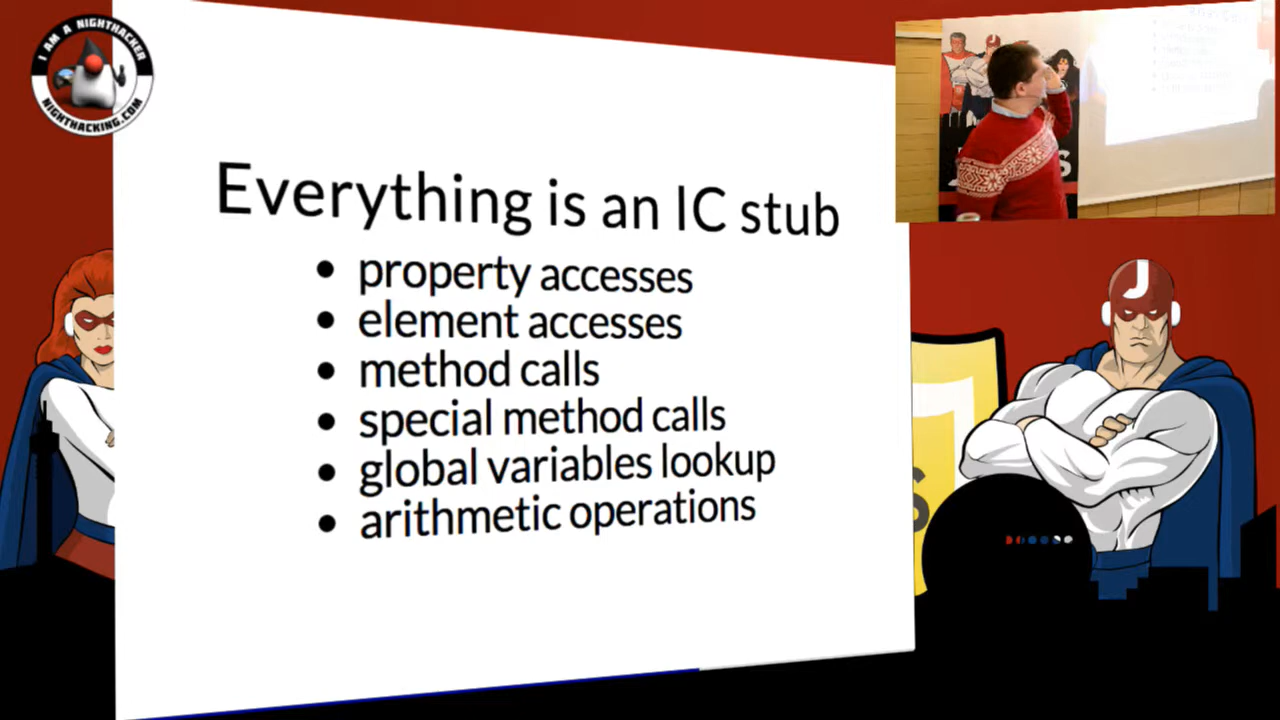 I AM A NIGHTHACKER
NIGHTHACKING.COM
Everything is an IC stub
• property accesses
• element accesses
• method calls
• special method calls
• global variables lookup
• arithmetic operations
J
S
J
S